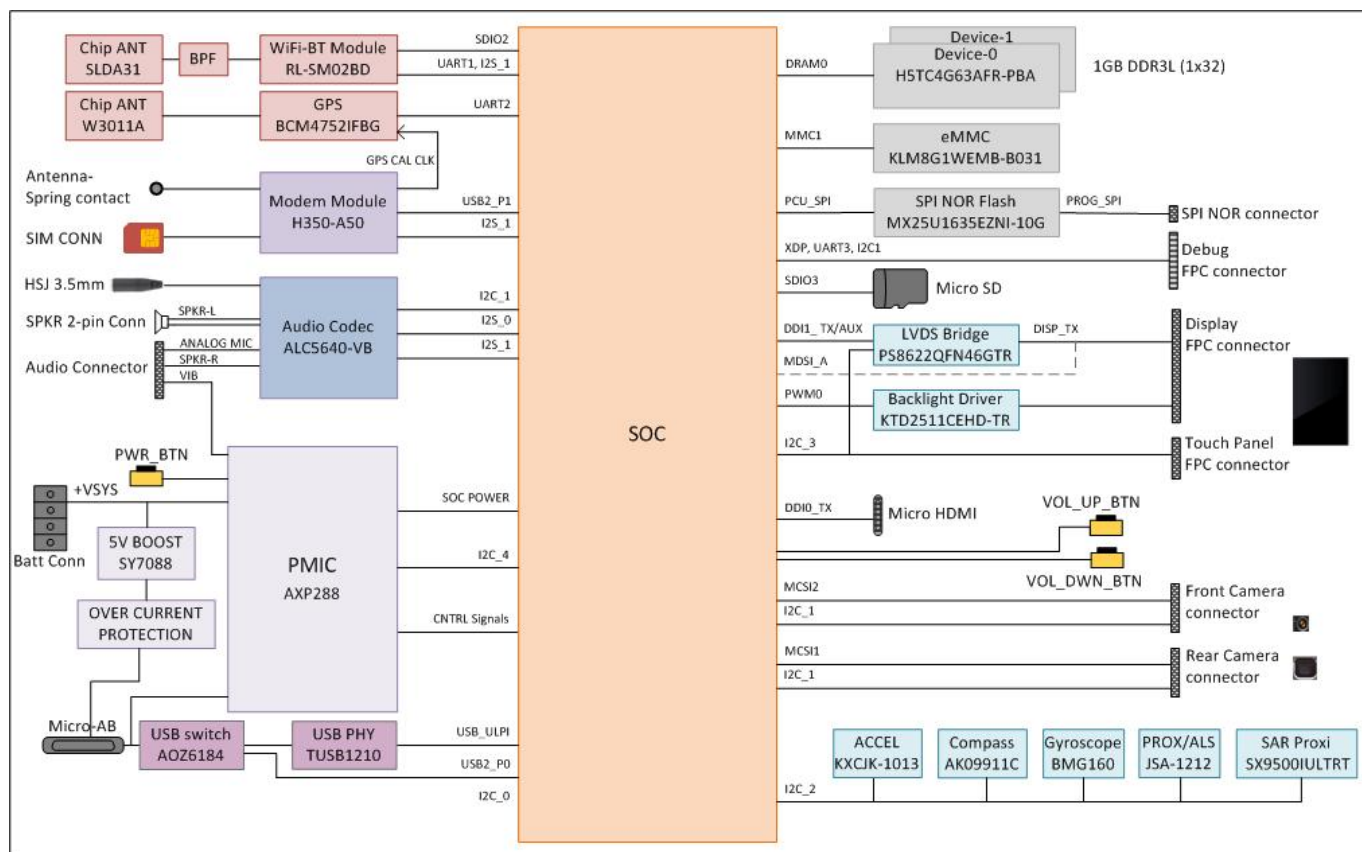 Chip ANT
SLDA31
BPF
WiFi-BT Module
RL-SM02BD
SDIO2
UART1, I2S_1
Chip ANT
W3011A
GPS
BCM4752IFBG
UART2
GPS CAL CLK
Antenna-
Spring contact
Modem Module
H350-A50
USB2_P1
I2S_1
SIM CONN
HSJ 3.5mm
SPKR 2-pin Conn
SPKR-L
Audio Connector
ANALOG MIC
SPKR-R
VIB
Audio Codec
ALC5640-VB
I2C_1
I2S_0
I2S_1
PWR_BTN
+VSYS
Batt Conn
5V BOOST
SY7088
OVER CURRENT
PROTECTION
PMIC
AXP288
SOC POWER
I2C_4
CNTRL Signals
Micro-AB
USB switch
AOZ6184
USB PHY
TUSB1210
USB_ULPI
USB2_P0
I2C_0
SOC
DRAM0
Device-1
Device-0
H5TC4G63AFR-PBA
1GB DDR3L (1x32)
MMC1
eMMC
KLM8G1WEMB-B031
PCU_SPI
SPI NOR Flash
MX25U1635EZNI-10G
PROG_SPI
SPI NOR connector
XDP, UART3, I2C1
Debug
FPC connector
SDIO3
Micro SD
DDI1_ TX/AUX
LVDS Bridge
PS8622QFN46GTR
DISP_TX
Display
FPC connector
MDSI_A
PWM0
Backlight Driver
KTD2511CEHD-TR
I2C_3
Touch Panel
FPC connector
DDI0_TX
Micro HDMI
VOL_UP_BTN
VOL_DWN_BTN
MCSI2
I2C_1
Front Camera
connector
MCSI1
I2C_1
Rear Camera
connector
ACCEL
KXCJK-1013
Compass
AK09911C
Gyroscope
BMG160
PROX/ALS
JSA-1212
SAR Proxi
SX9500IULTRT
I2C_2